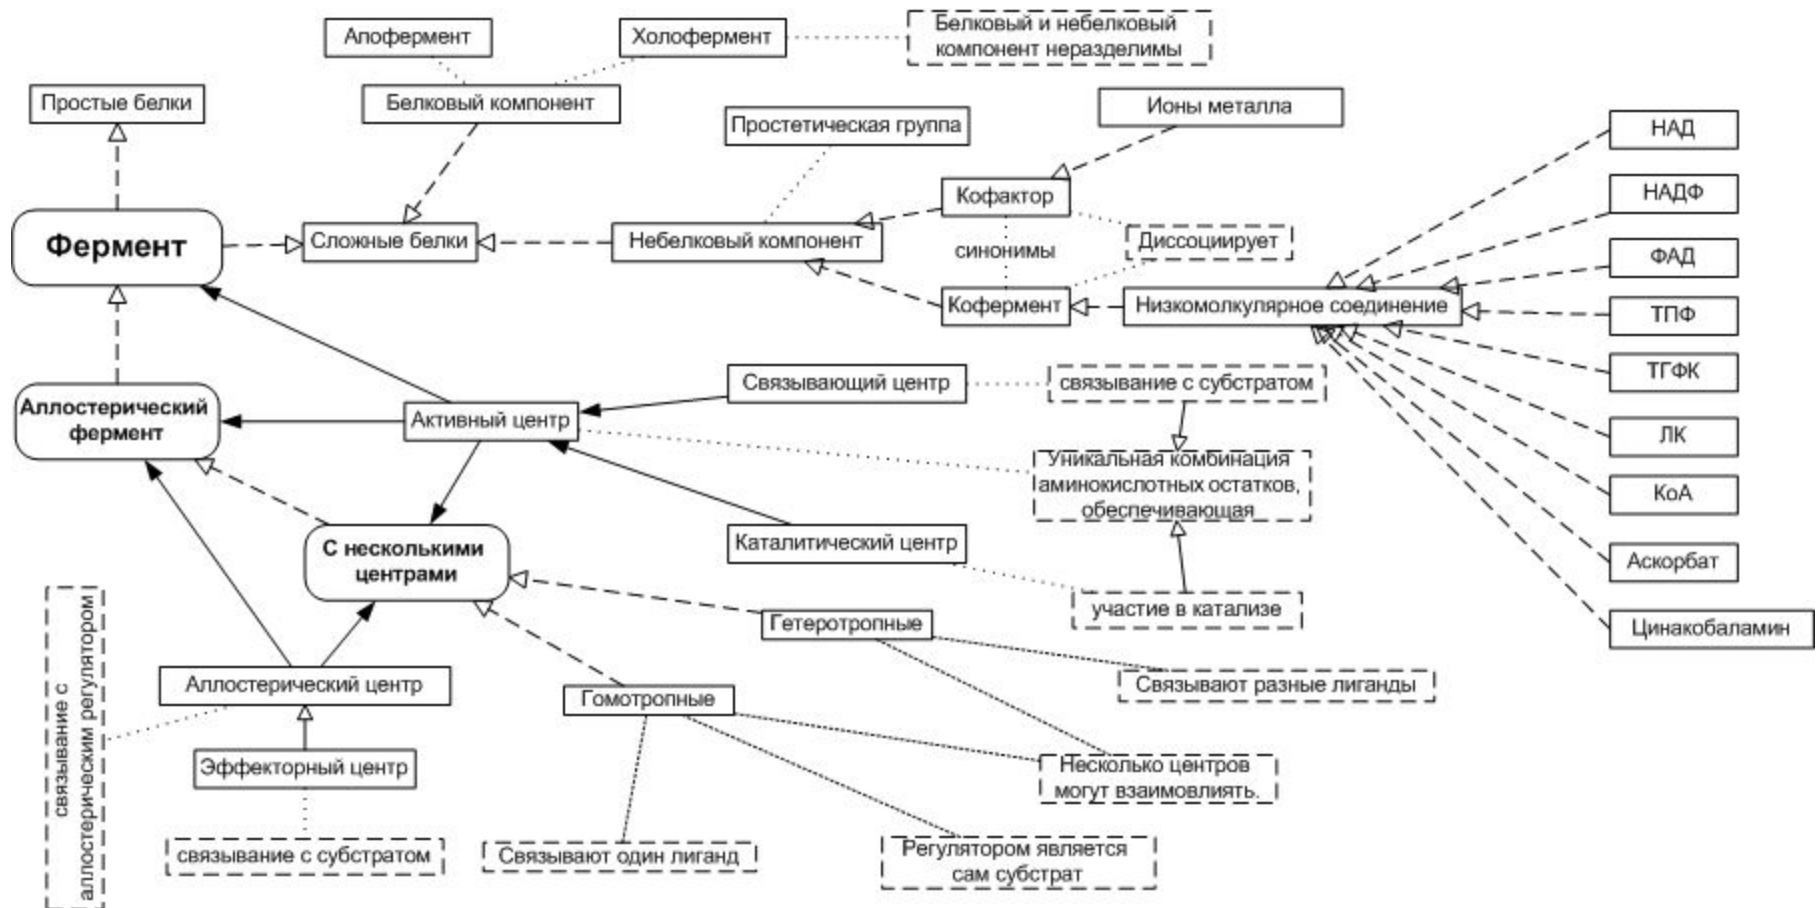 Апофермент
Холофермент
Белковый и небелковый
компонент неразделимы
Простые белки
Белковый компонент
Простетическая группа
Ионы металла
НАД
Кофактор
НАДФ
Фермент
Сложные белки
Небелковый компонент
синонимы
Диссоциирует
ФАД
Кофермент
Низкомолкулярное соединение
ТПФ
ТГФК
Связывающий центр
связывание с субстратом
Аллостерический
фермент
Активный центр
ЛК
Уникальная комбинация
аминокислотных остатков,
обеспечивающая
КоА
С несколькими
центрами
Каталитический центр
Аскорбат
участие в катализе
Гетеротропные
Цинакобаламин
связывание с
аллостерическим регулятором
Аллостерический центр
Гомотропные
Связывают разные лиганды
Эффекторный центр
Несколько центров
могут взаимовлиять.
связывание с субстратом
Связывают один лиганд
Регулятором является
сам субстрат